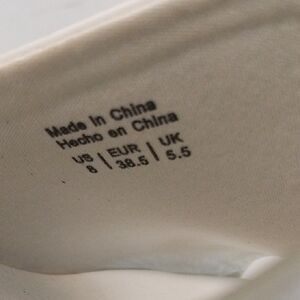 Made in China
Hecho en China
US | EUR | UK
8 | 38.5 | 5.5